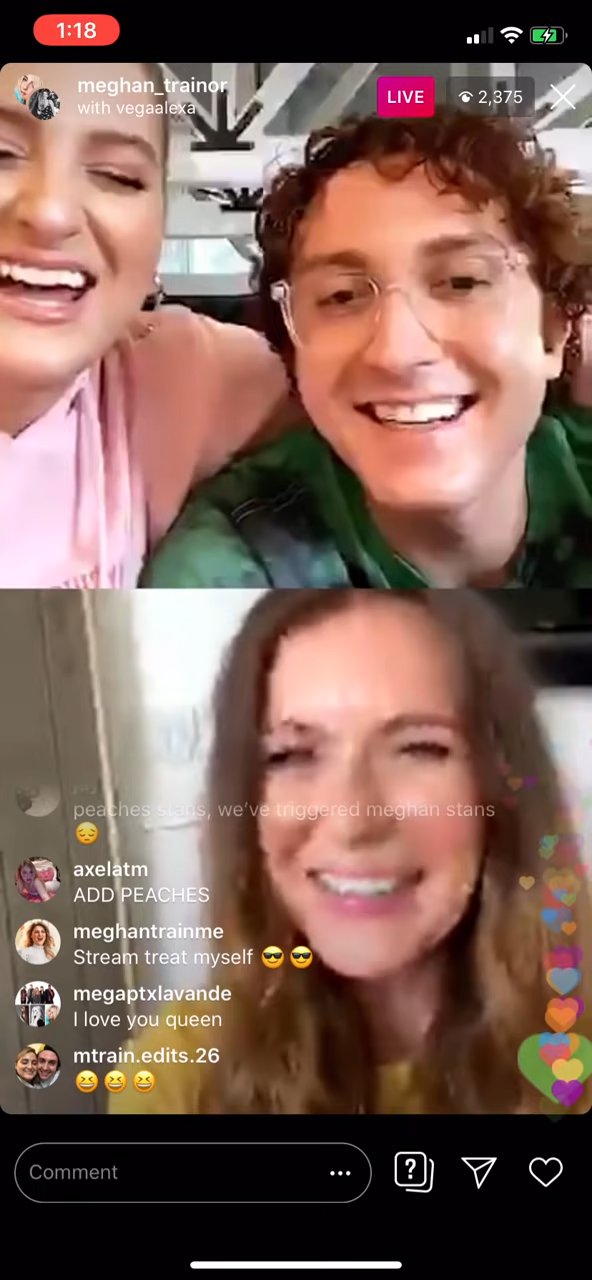 1:18
meghan_trainor
with vegaalexa
LIVE
2,375
peaches stans, we've triggered meghan stans
😔
axelatm
ADD PEACHES
meghantrainme
Stream treat myself 😎 😎
megaptxlavande
I love you queen
mtrain.edits.26
😆 😆 😆
Comment
...
?